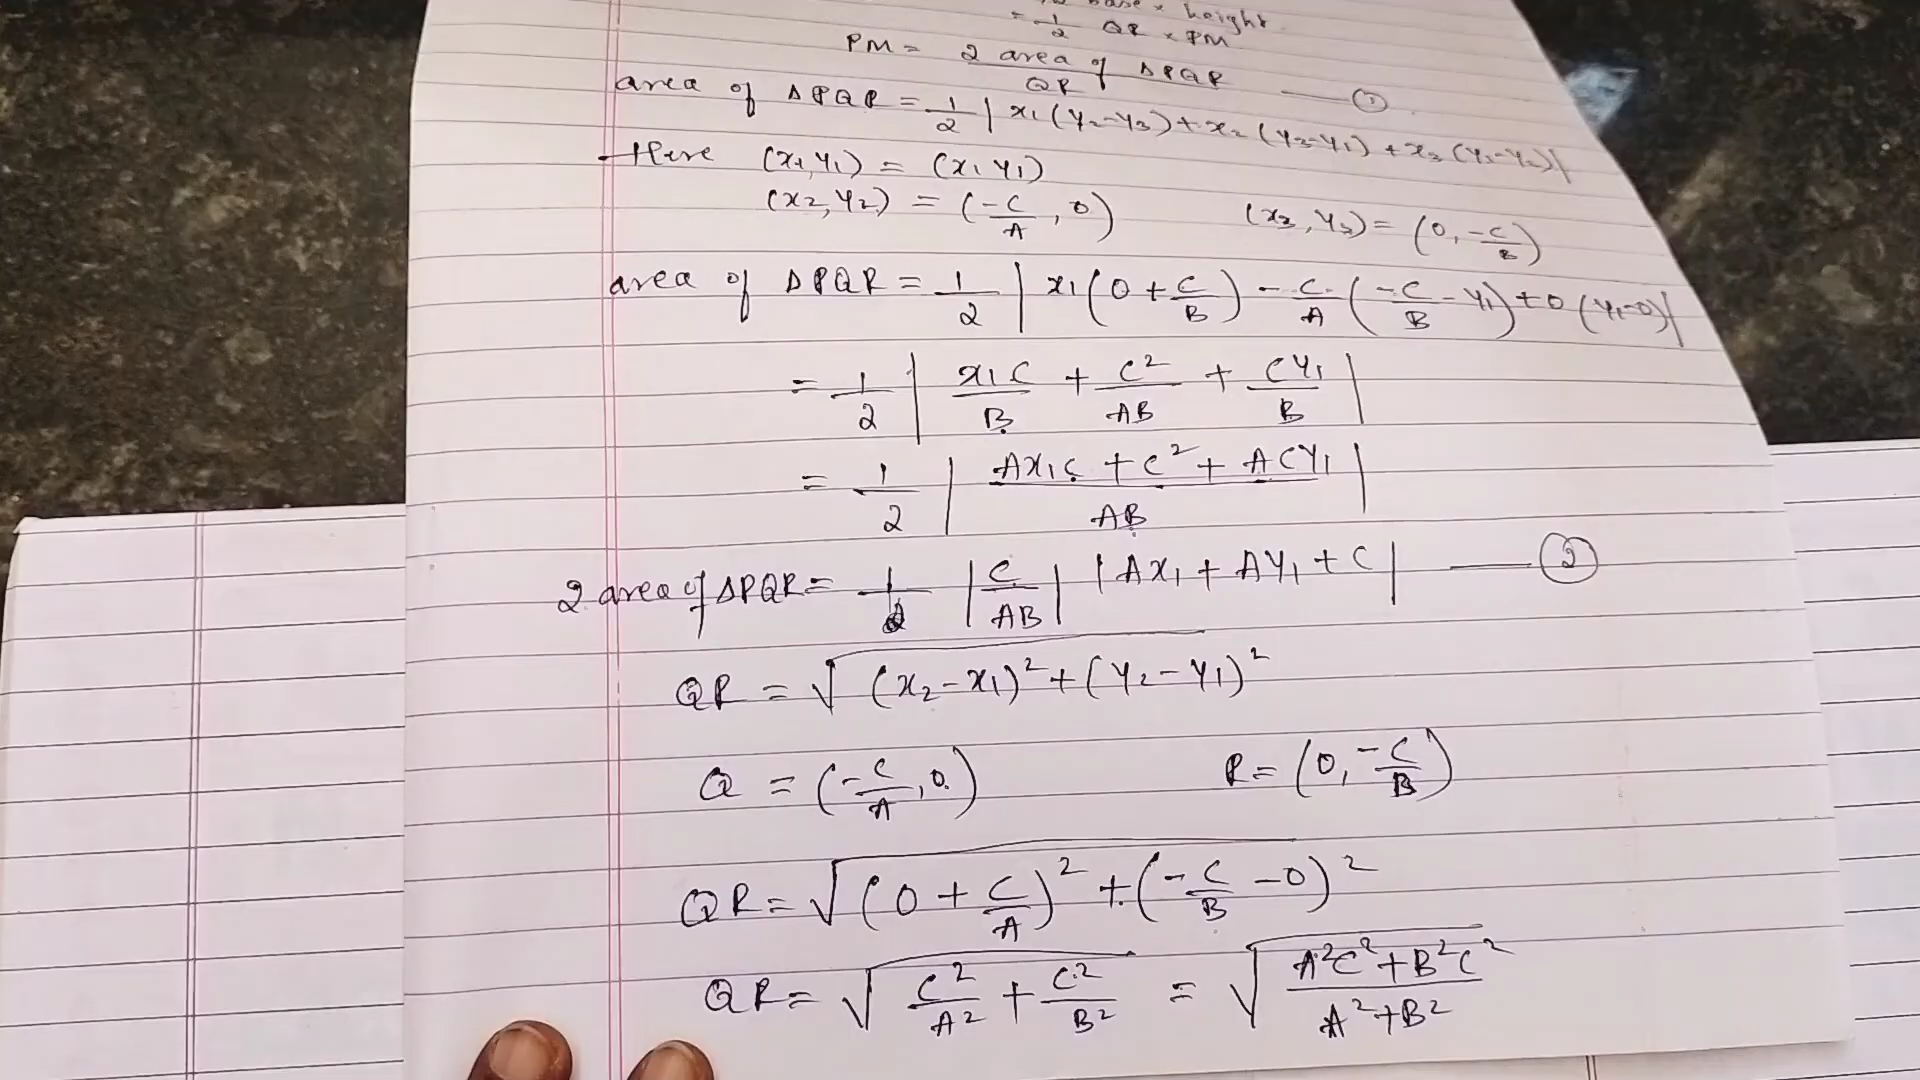 base × height
= 1/2 QR × PM
PM = 2 area of ΔPQR / QR —— ①
area of ΔPQR = 1/2 | x₁(y₂-y₃) + x₂(y₃-y₁) + x₃(y₁-y₂) |
Here (x₁,y₁) = (x₁ y₁)
(x₂,y₂) = (-C/A, 0) (x₃,y₃) = (0, -C/B)
area of ΔPQR = 1/2 | x₁(0 + C/B) - C/A (-C/B - y₁) + 0 (y₁-0) |
= 1/2 | x₁C/B + C²/AB + Cy₁/B |
= 1/2 | Ax₁C + C² + ACy₁ / AB |
2 area of ΔPQR = 1/2 |C/AB| |Ax₁ + Ay₁ + C| —— ②
QR = √(x₂-x₁)² + (y₂-y₁)²
Q = (-C/A, 0) R = (0, -C/B)
QR = √(0 + C/A)² + (-C/B - 0)²
QR = √C²/A² + C²/B² = √A²C² + B²C² / A² + B²